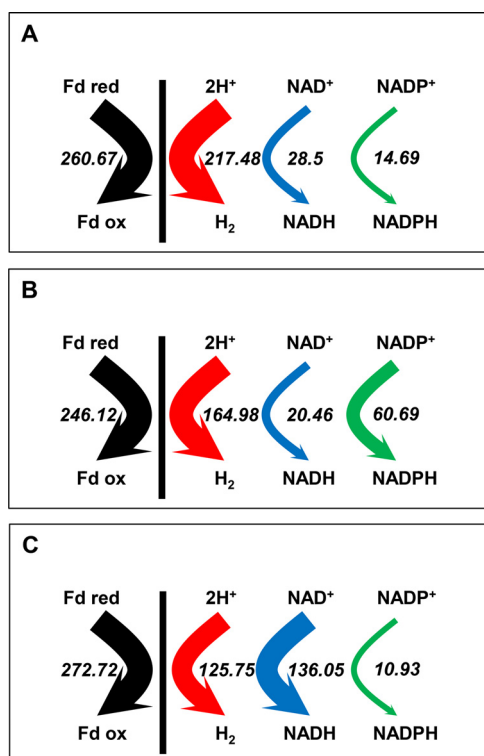 A
Fd red 2H⁺ NAD⁺ NADP⁺
260.67 217.48 28.5 14.69
Fd ox H₂ NADH NADPH
B
Fd red 2H⁺ NAD⁺ NADP⁺
246.12 164.98 20.46 60.69
Fd ox H₂ NADH NADPH
C
Fd red 2H⁺ NAD⁺ NADP⁺
272.72 125.75 136.05 10.93
Fd ox H₂ NADH NADPH